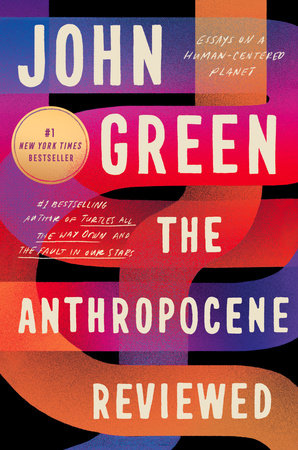 JOHN
ESSAYS ON A
HUMAN-CENTERED
PLANET
GREEN
#1
NEW YORK TIMES
BESTSELLER
#1 BESTSELLING
AUTHOR OF TURTLES ALL
THE WAY DOWN AND
THE FAULT IN OUR STARS
THE
ANTHROPOCENE
REVIEWED